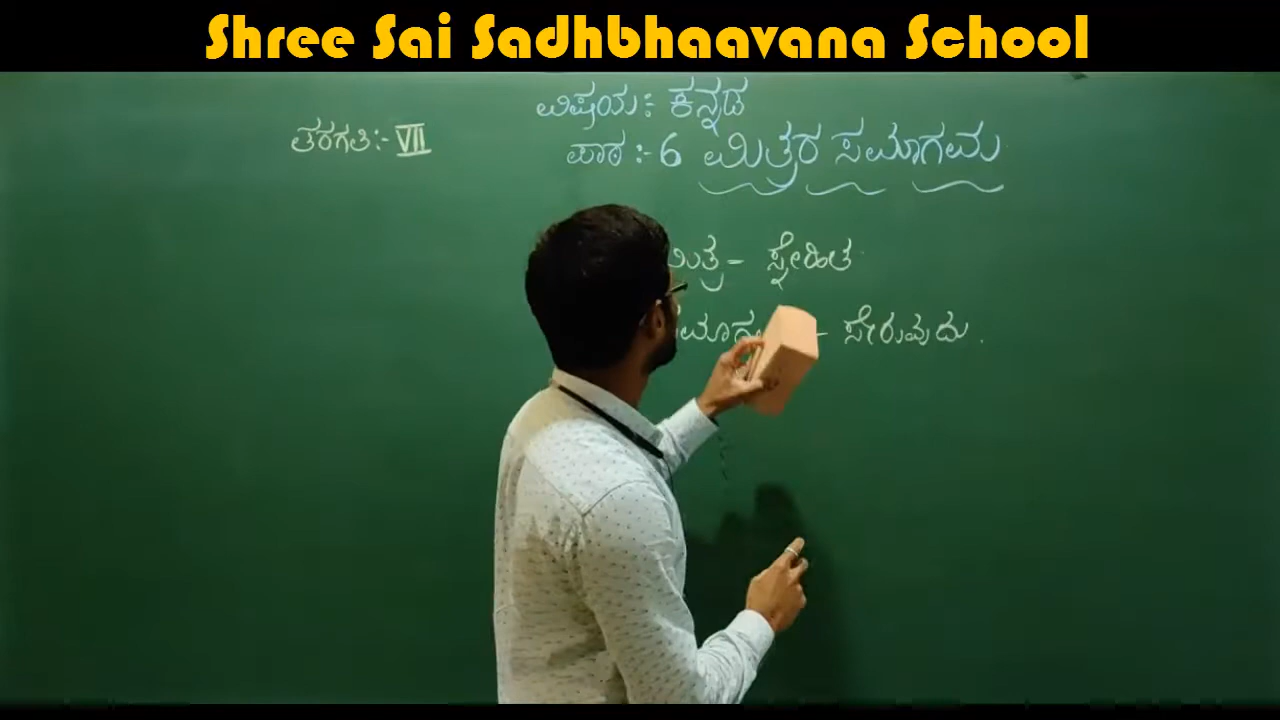 Shree Sai Sadhbhaavana School
ವಿಷಯ :- ಕನ್ನಡ
ತರಗತಿ:- VII
ಪಾಠ :- 6 ಮಿತ್ರರ ಸಮಾಗಮ
ಮಿತ್ರ - ಸ್ನೇಹಿತ
- ಸೇರುವುದು.